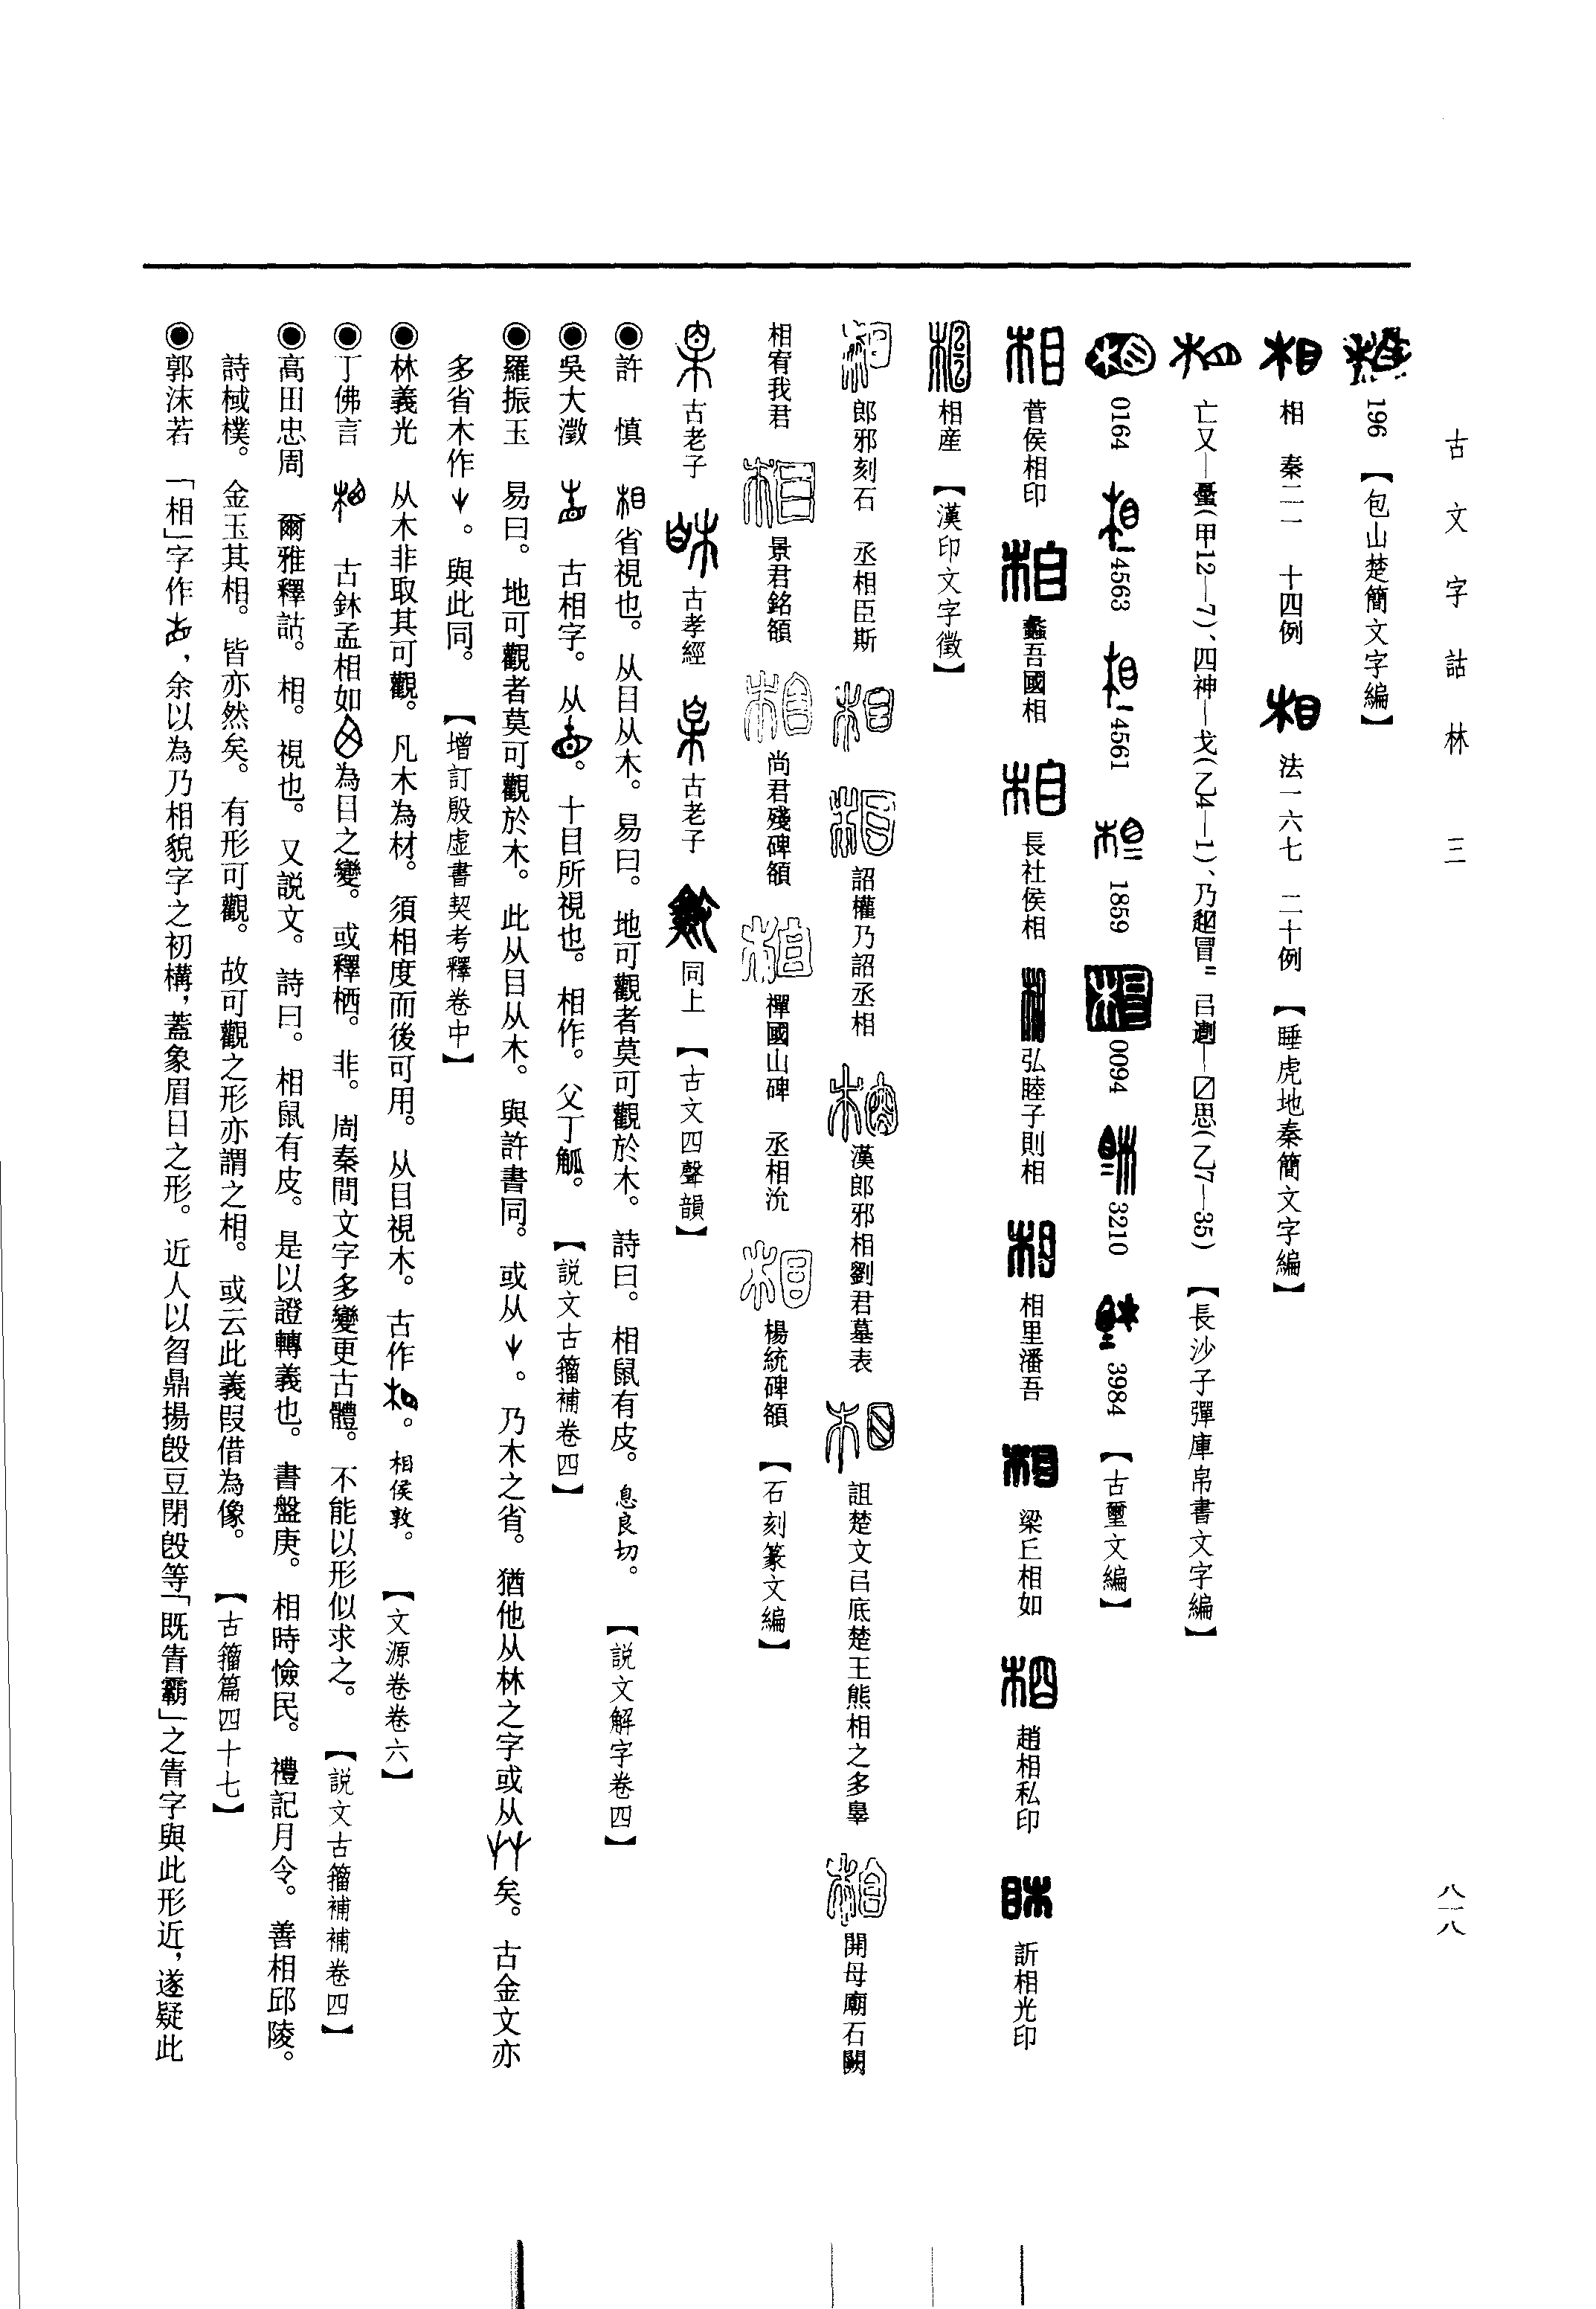 古文字詁林 三
八一八
196 【包山楚簡文字編】
相 秦二一 十四例 法一六七 二十例 【睡虎地秦簡文字編】
亡又—(甲12—7)、四神—戈(乙4—1)、乃冒〓㠯—☑思(乙7—35) 【長沙子彈庫帛書文字編】
0164 4563 4561 1859 0094 3210 3984 【古璽文編】
菅侯相印 蠡吾國相 長社侯相 弘睦子則相 相里潘吾 梁丘相如 趙相私印 訢相光印
相産 【漢印文字徵】
郎邪刻石 丞相臣斯 詔權乃詔丞相 漢郎邪相劉君墓表 詛楚文㠯底楚王熊相之多辠 開母廟石闕
相宥我君 景君銘領 尚君殘碑領 禪國山碑 丞相沇 楊統碑領 【石刻篆文編】
古老子 古孝經 古老子 同上 【古文四聲韻】
◉許 慎 省視也。从目从木。易曰。地可觀者莫可觀於木。詩曰。相鼠有皮。息良切。 【説文解字卷四】
◉吳大澂 古相字。从。十目所視也。相作。父丁觚。 【説文古籀補卷四】
◉羅振玉 易曰。地可觀者莫可觀於木。此从目从木。與許書同。或从。乃木之省。猶他从林之字或从矣。古金文亦
多省木作。與此同。 【增訂殷虛書契考釋卷中】
◉林義光 从木非取其可觀。凡木為材。須相度而後可用。从目視木。古作。相侯敦。 【文源卷卷六】
◉丁佛言 古鉥孟相如為目之變。或釋栖。非。周秦間文字多變更古體。不能以形似求之。 【説文古籀補補卷四】
◉高田忠周 爾雅釋詁。相。視也。又説文。詩曰。相鼠有皮。是以證轉義也。書盤庚。相時憸民。禮記月令。善相邱陵。
詩棫樸。金玉其相。皆亦然矣。有形可觀。故可觀之形亦謂之相。或云此義叚借為像。 【古籀篇四十七】
◉郭沫若 「相」字作，余以為乃相貌字之初構，蓋象眉目之形。近人以曶鼎揚𣪘豆閉𣪘等「既眚霸」之眚字與此形近，遂疑此